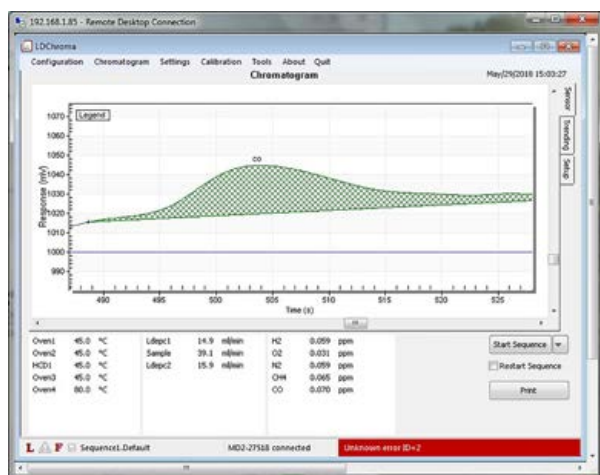 192.168.1.85 - Remote Desktop Connection
LDChroma
Configuration Chromatogram Settings Calibration Tools About Quit
Chromatogram May/29/2018 15:03:27
Legend
CO
Response (mV)
1070
1060
1050
1040
1030
1020
1010
1000
990
490 495 500 505 510 515 520 525
Time (s)
Sensor
Trending
Setup
Oven1 45.0 °C Ldepc1 14.9 ml/min H2 0.059 ppm
Oven2 45.0 °C Sample 39.1 ml/min O2 0.031 ppm
HCD1 45.0 °C Ldepc2 15.9 ml/min N2 0.059 ppm
Oven3 45.0 °C CH4 0.065 ppm
Oven4 80.0 °C CO 0.070 ppm
Start Sequence
Restart Sequence
Print
L F Sequence1.Default MD2-27518 connected Unknown error ID=2